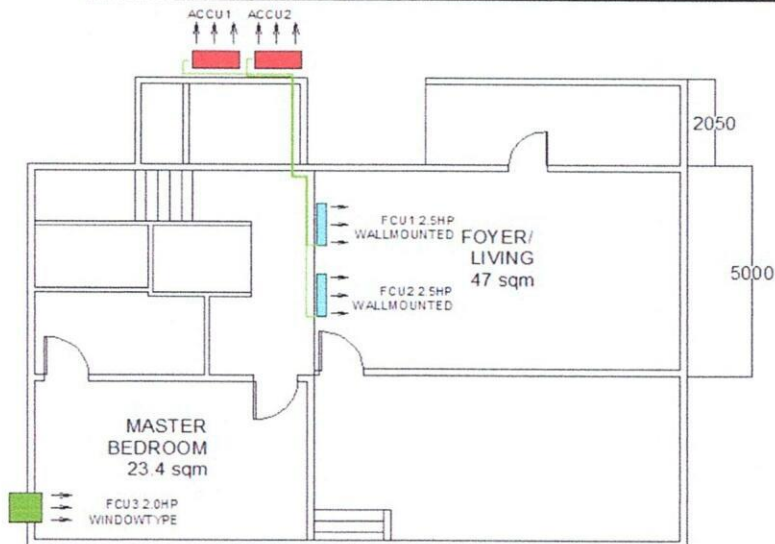 ACCU1 ACCU2
2050
FCU1 2.5HP
WALLMOUNTED
FOYER/
LIVING
47 sqm
5000
FCU2 2.5HP
WALLMOUNTED
MASTER
BEDROOM
23.4 sqm
FCU3 2.0HP
WINDOWTYPE